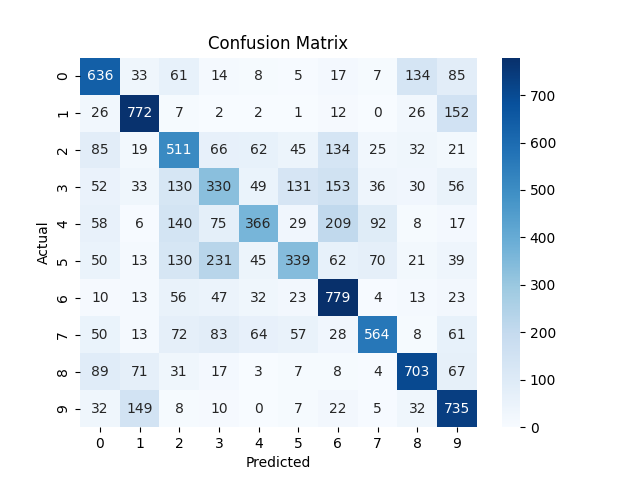 Confusion Matrix
0 636 33 61 14 8 5 17 7 134 85
1 26 772 7 2 2 1 12 0 26 152
2 85 19 511 66 62 45 134 25 32 21
3 52 33 130 330 49 131 153 36 30 56
4 58 6 140 75 366 29 209 92 8 17
5 50 13 130 231 45 339 62 70 21 39
6 10 13 56 47 32 23 779 4 13 23
7 50 13 72 83 64 57 28 564 8 61
8 89 71 31 17 3 7 8 4 703 67
9 32 149 8 10 0 7 22 5 32 735
0 1 2 3 4 5 6 7 8 9
Predicted
Actual
700
600
500
400
300
200
100
0